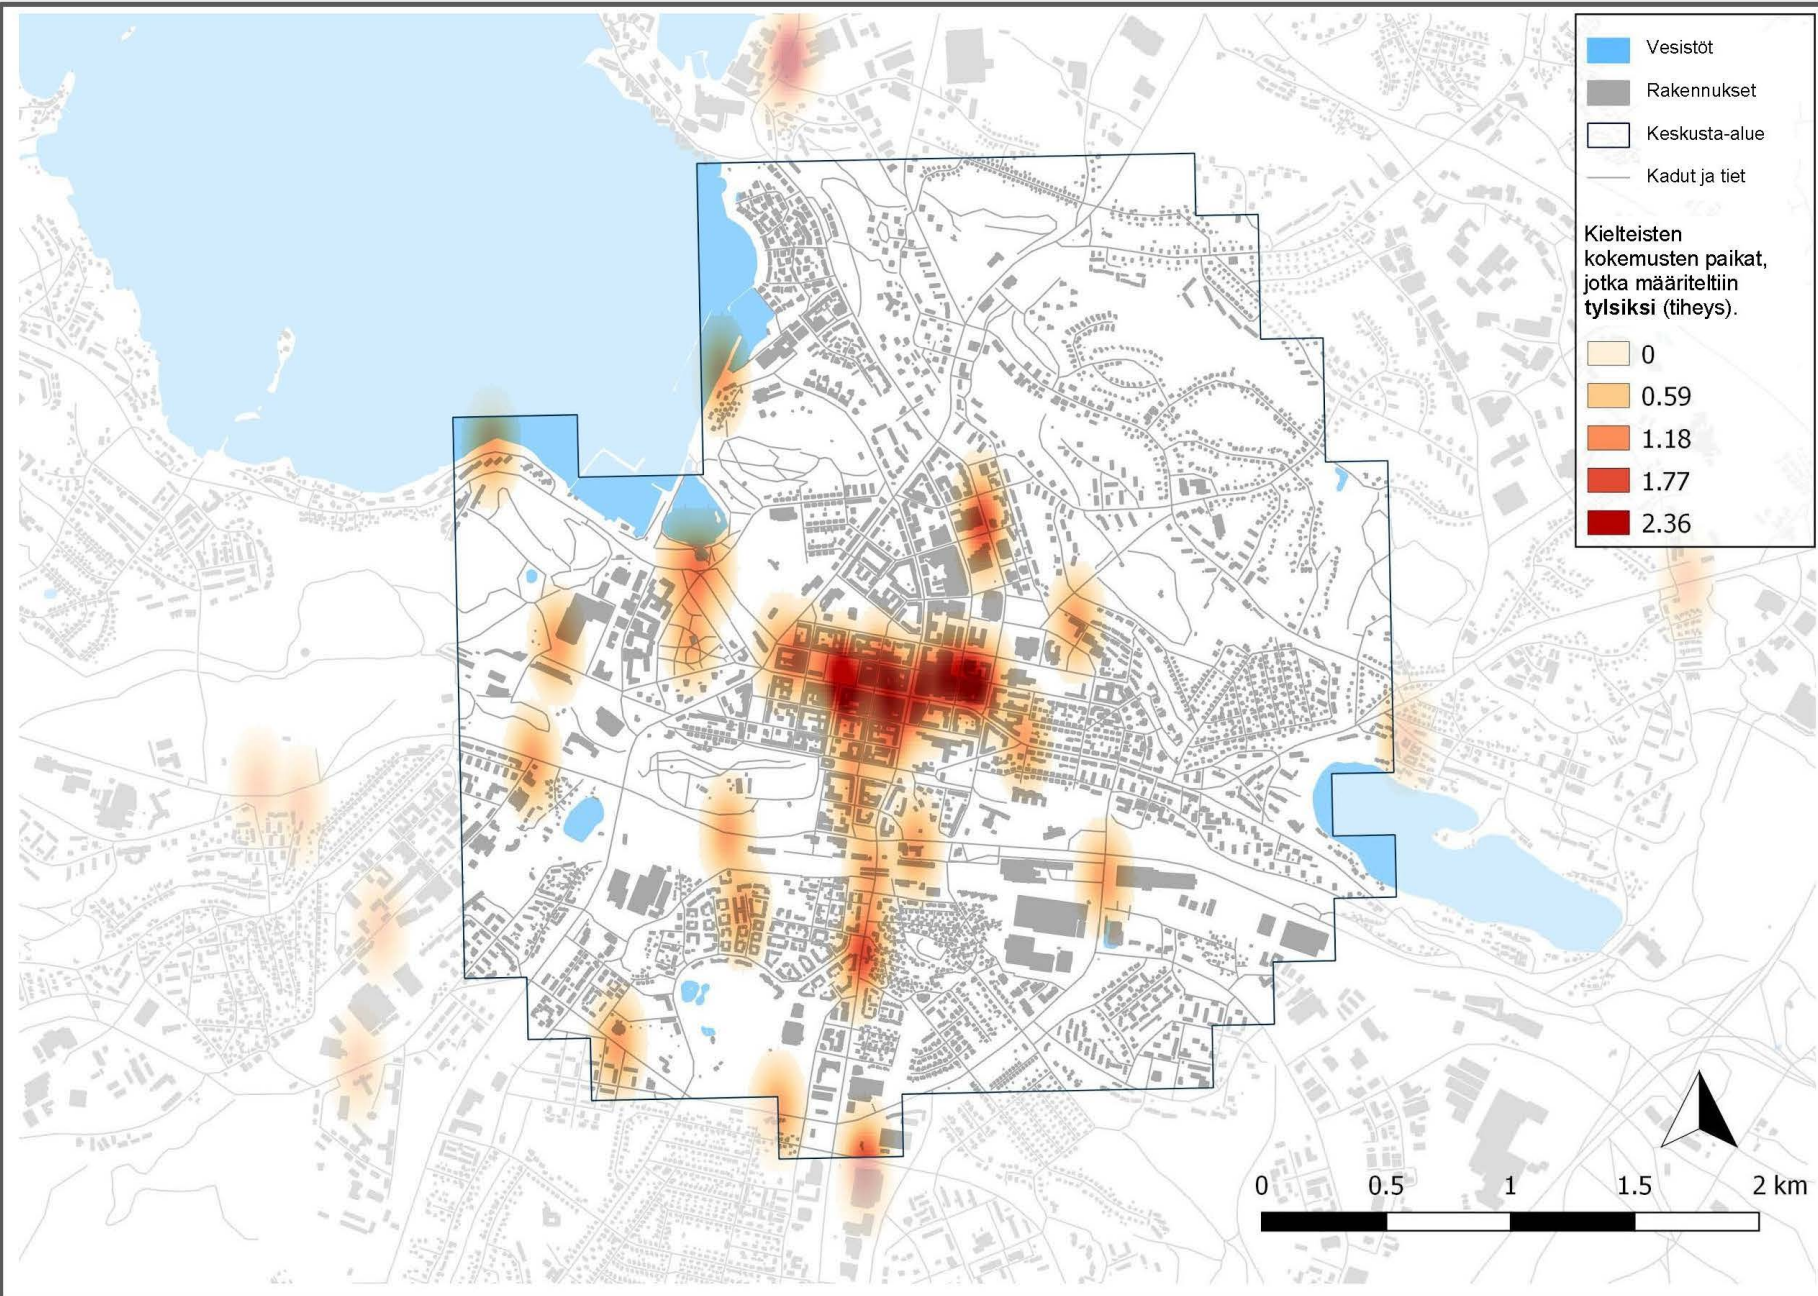 Vesistöt
Rakennukset
Keskusta-alue
Kadut ja tiet
Kielteisten
kokemusten paikat,
jotka määriteltiin
tylsiksi (tiheys).
0
0.59
1.18
1.77
2.36
0 0.5 1 1.5 2 km